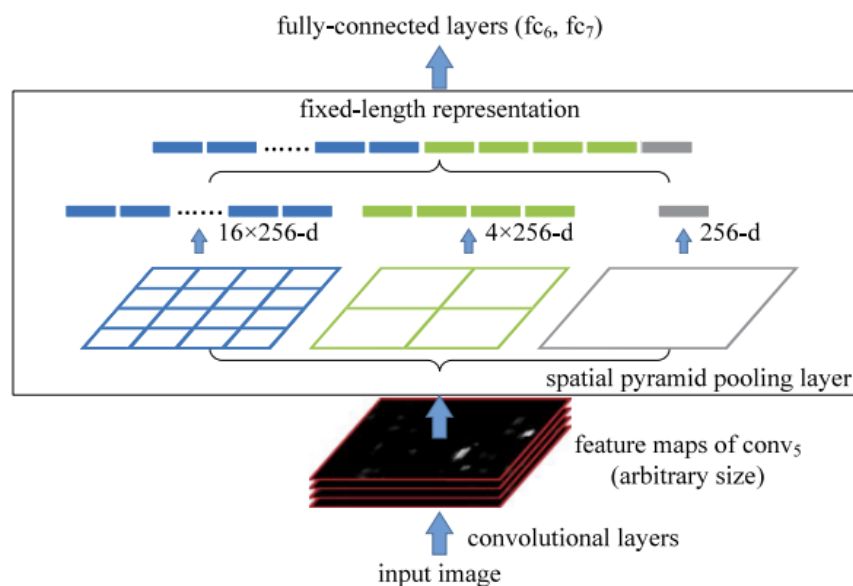 fully-connected layers (fc₆, fc₇)
fixed-length representation
......
......
16×256-d
4×256-d
256-d
spatial pyramid pooling layer
feature maps of conv₅
(arbitrary size)
convolutional layers
input image